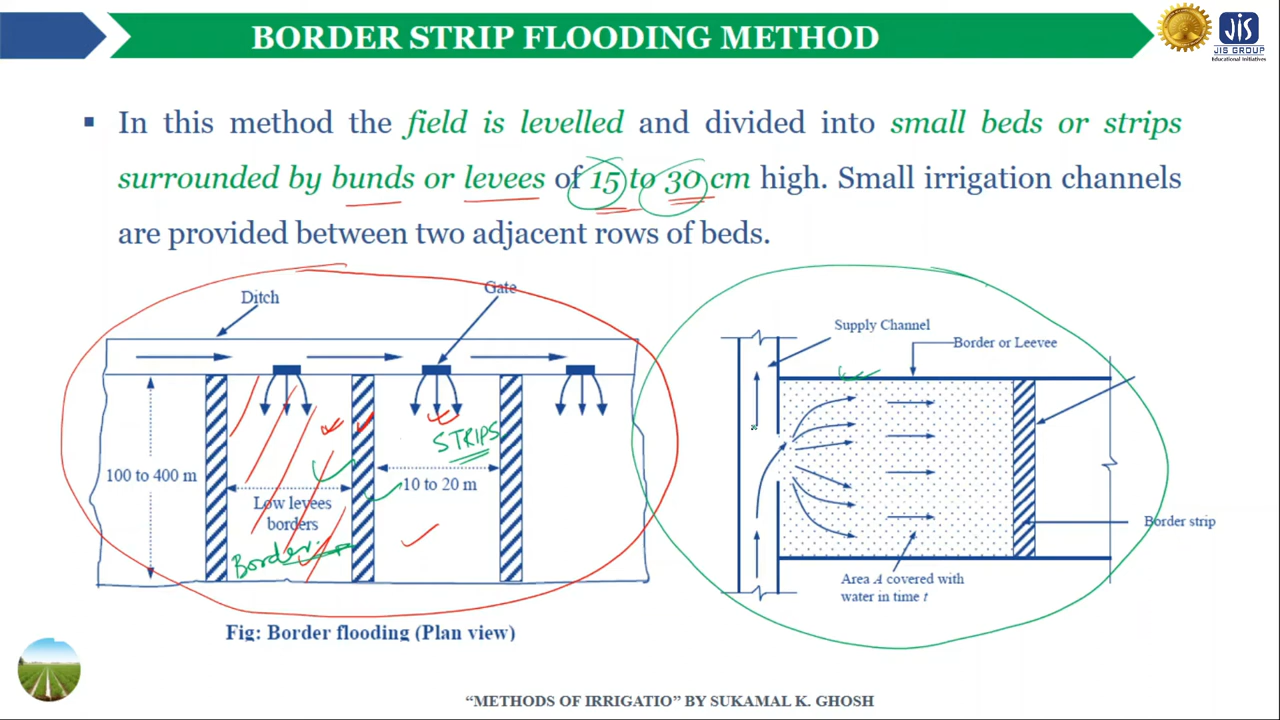 BORDER STRIP FLOODING METHOD
JIS
JIS GROUP
Educational Initiatives
▪ In this method the field is levelled and divided into small beds or strips
surrounded by bunds or levees of 15 to 30 cm high. Small irrigation channels
are provided between two adjacent rows of beds.
Ditch
Gate
100 to 400 m
Low levees
borders
Border
STRIPS
10 to 20 m
Fig: Border flooding (Plan view)
Supply Channel
Border or Leevee
Border strip
Area A covered with
water in time t
“METHODS OF IRRIGATIO” BY SUKAMAL K. GHOSH